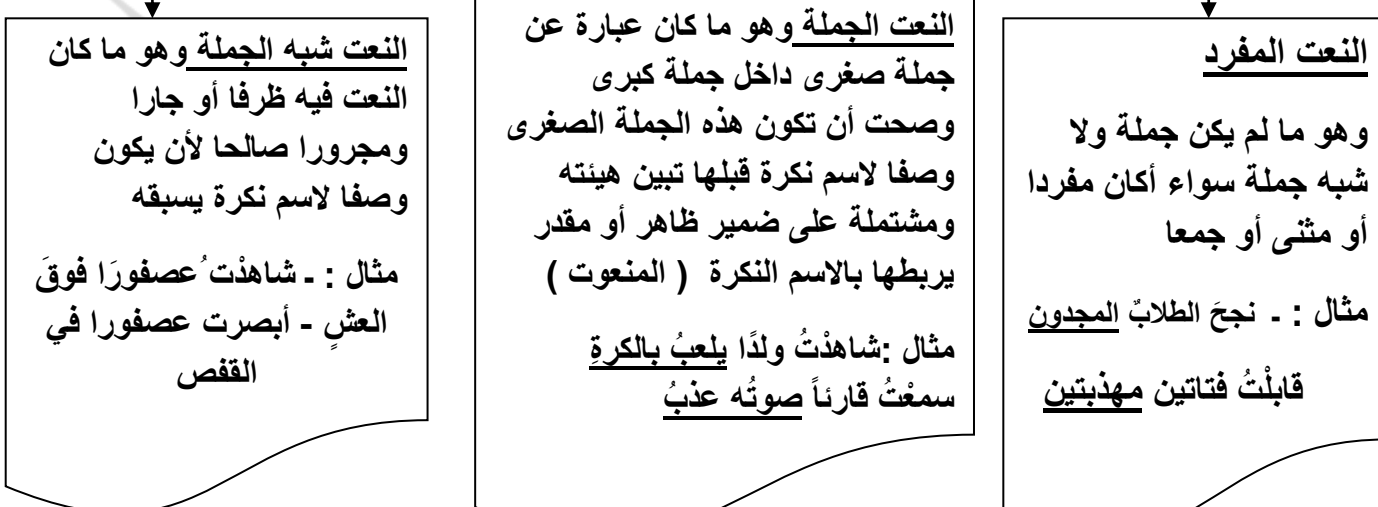 النعت المفرد
وهو ما لم يكن جملة ولا
شبه جملة سواء أكان مفردا
أو مثنى أو جمعا
مثال : ـ نجحَ الطلابٌ المجدون
قابلْتُ فتاتين مهذبتين
النعت الجملة وهو ما كان عبارة عن
جملة صغرى داخل جملة كبرى
وصحت أن تكون هذه الجملة الصغرى
وصفا لاسم نكرة قبلها تبين هيئته
ومشتملة على ضمير ظاهر أو مقدر
يربطها بالاسم النكرة ( المنعوت )
مثال :شاهدْتُ ولدًا يلعبُ بالكرةِ
سمعْتُ قارئاً صوتُه عذبُ
النعت شبه الجملة وهو ما كان
النعت فيه ظرفا أو جارا
ومجرورا صالحا لأن يكون
وصفا لاسم نكرة يسبقه
مثال : ـ شاهدْت ُعصفورَا فوقَ
العشٍ - أبصرت عصفورا في
القفص